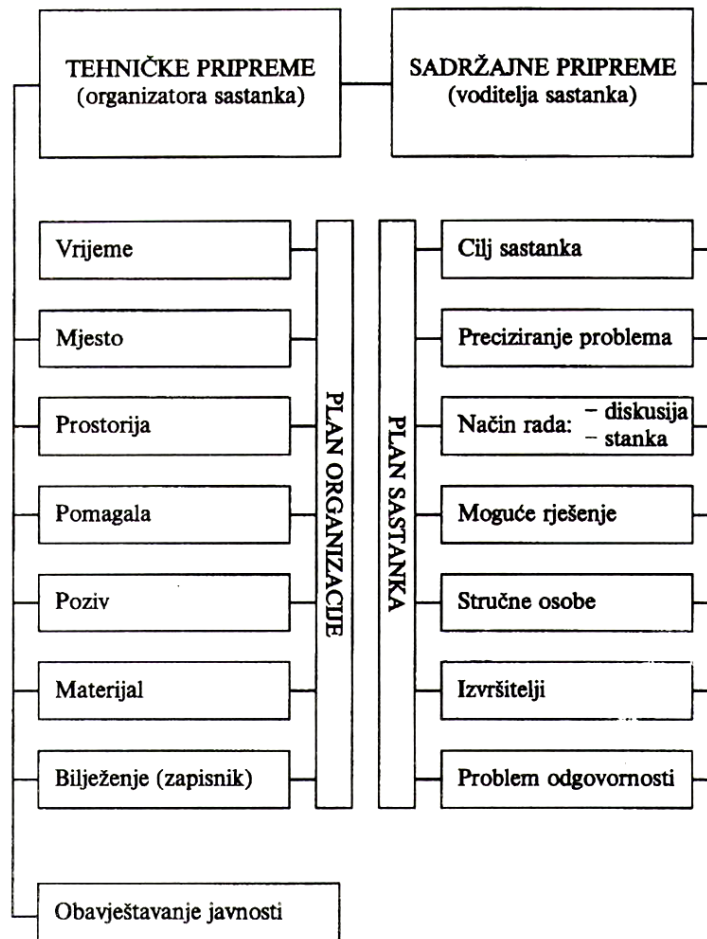 TEHNIČKE PRIPREME
(organizatora sastanka)
SADRŽAJNE PRIPREME
(voditelja sastanka)
Vrijeme
Mjesto
Prostorija
Pomagala
Poziv
Materijal
Bilježenje (zapisnik)
Obavještavanje javnosti
PLAN ORGANIZACIJE
PLAN SASTANKA
Cilj sastanka
Preciziranje problema
Način rada: – diskusija
– stanka
Moguće rješenje
Stručne osobe
Izvršitelji
Problem odgovornosti